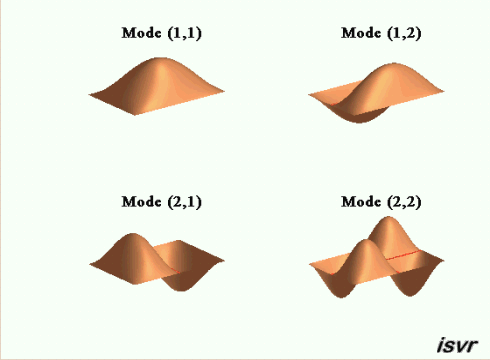 Mode (1,1)
Mode (1,2)
Mode (2,1)
Mode (2,2)
isvr